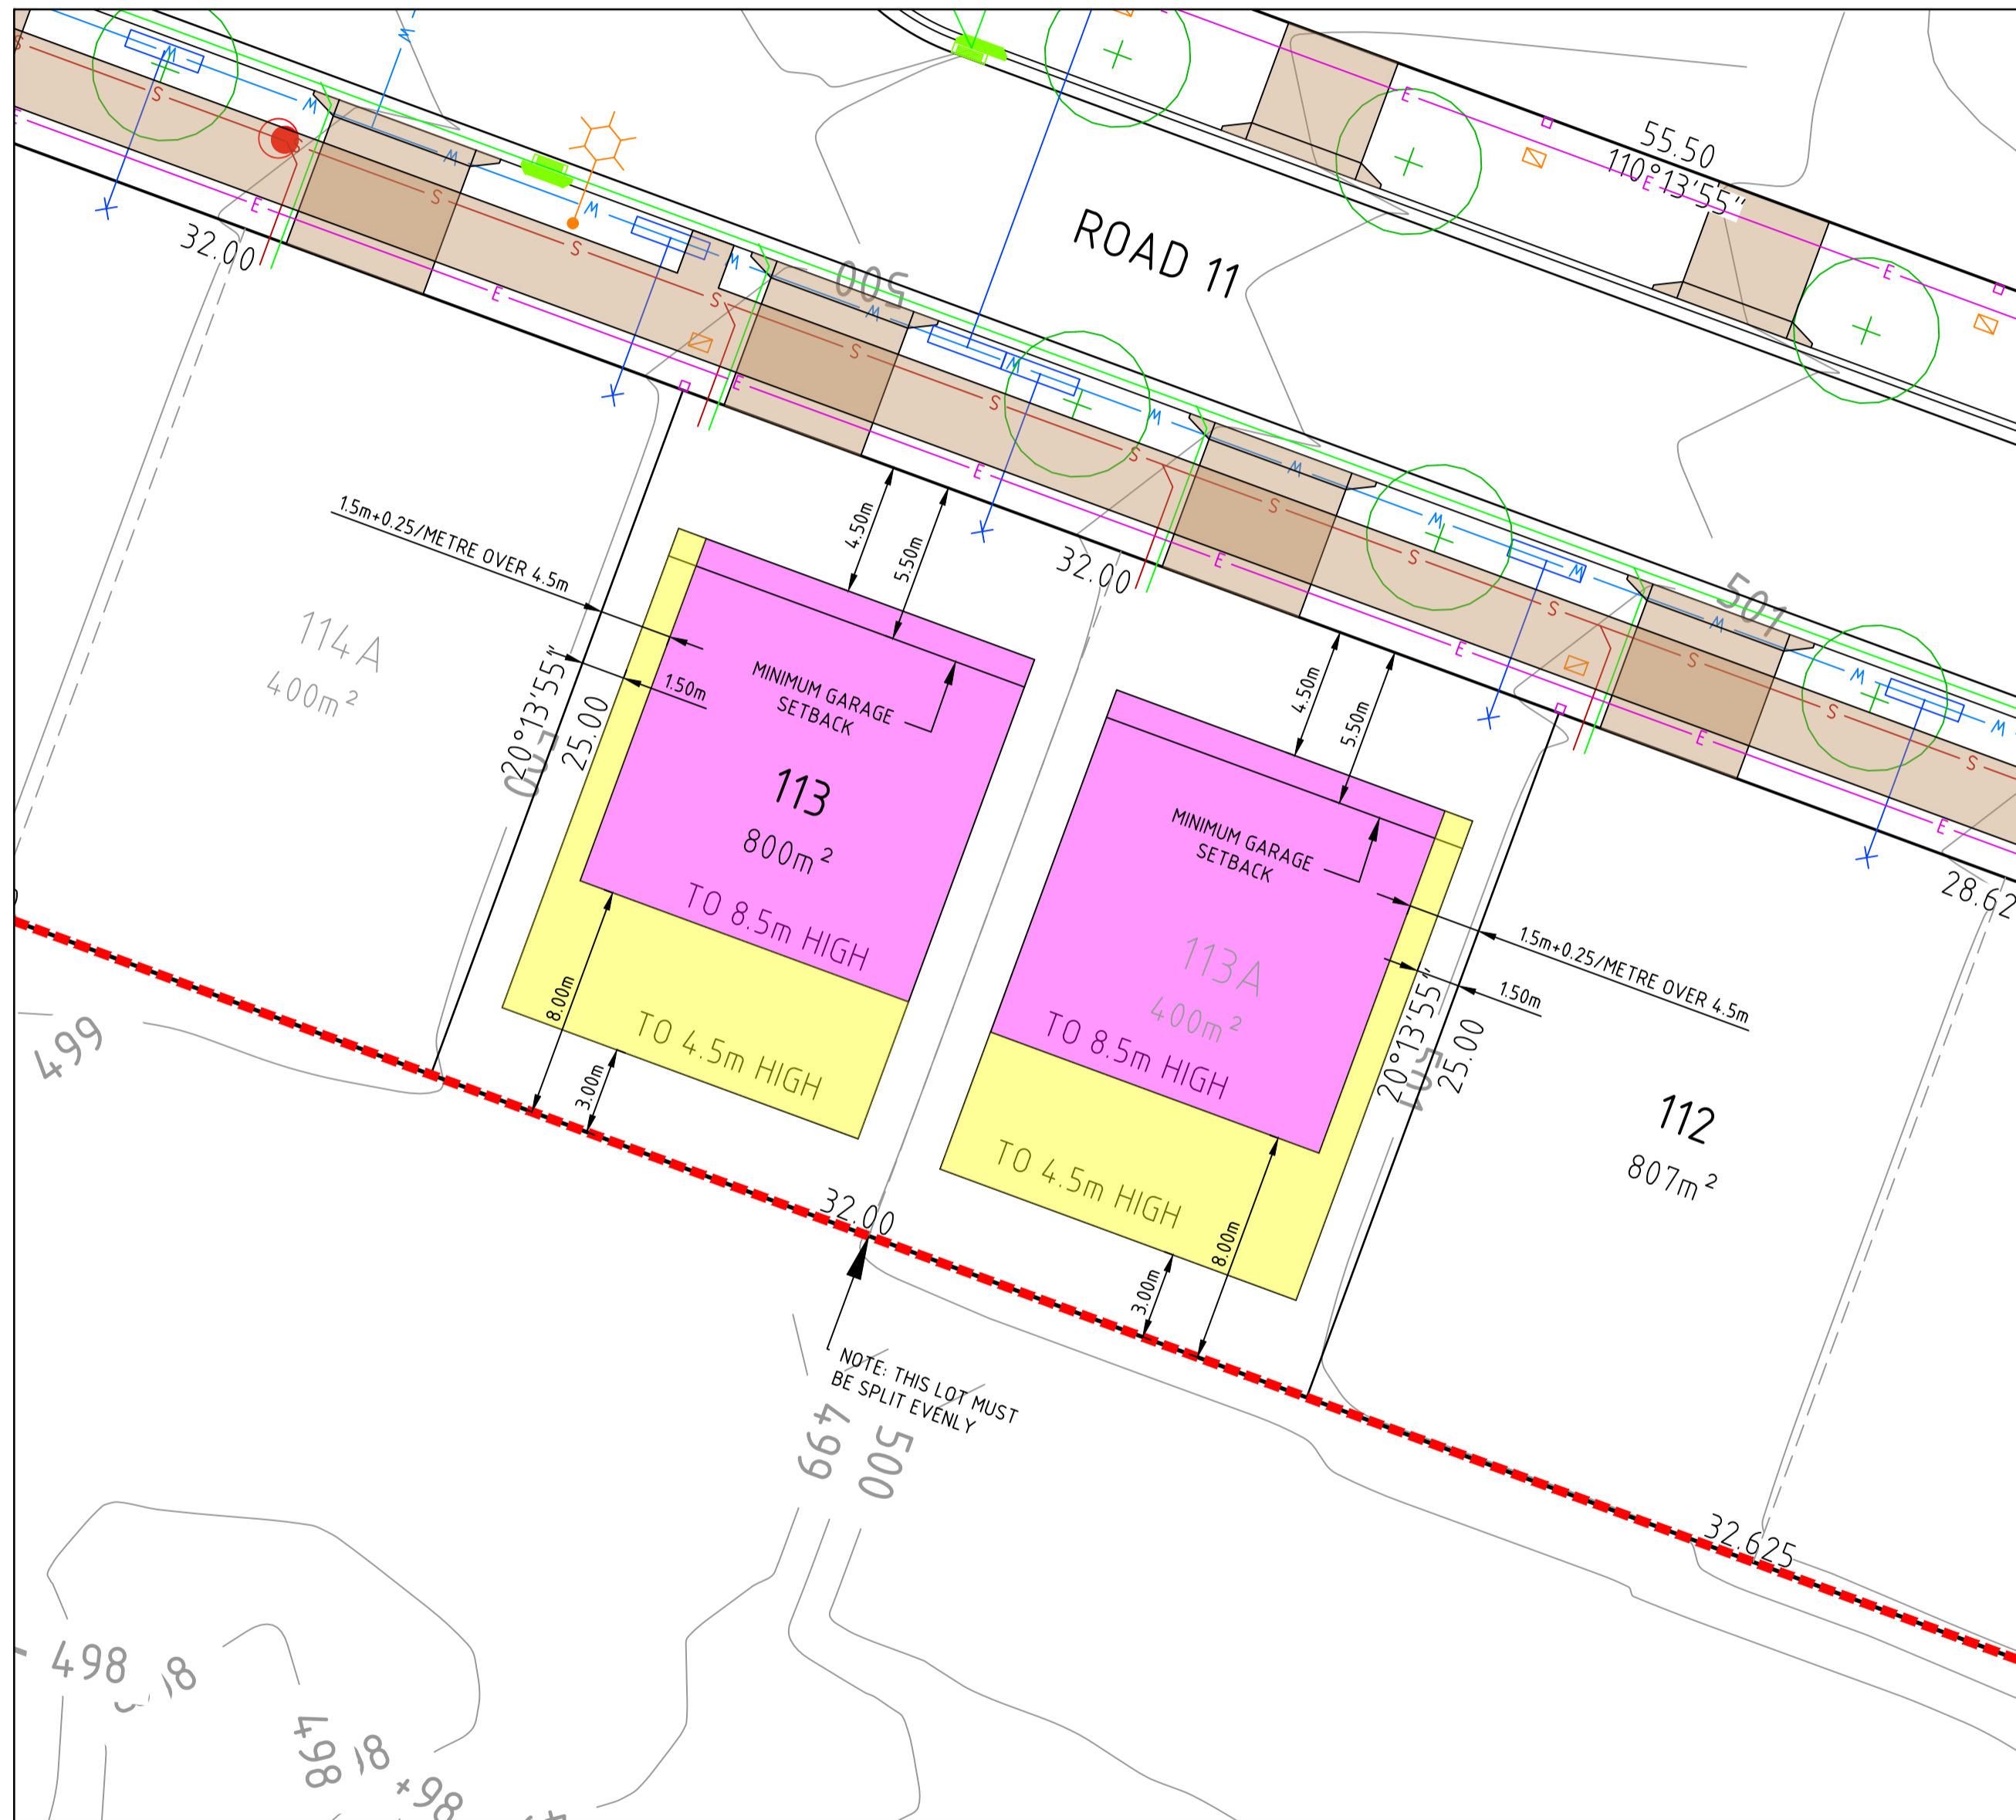 55.50
110°13'55"
ROAD 11
32.00
500
4.50m
5.50m
1.5m+0.25/METRE OVER 4.5m
32.00
501
114A
400m²
20°13'55"
25.00
1.50m
MINIMUM GARAGE
SETBACK
113
800m²
TO 8.5m HIGH
TO 4.5m HIGH
8.00m
3.00m
4.50m
5.50m
MINIMUM GARAGE
SETBACK
113A
400m²
TO 8.5m HIGH
TO 4.5m HIGH
8.00m
3.00m
1.5m+0.25/METRE OVER 4.5m
1.50m
20°13'55"
25.00
501
28.62
112
807m²
499
32.00
NOTE: THIS LOT MUST
BE SPLIT EVENLY
499
500
32.625
498
498
W
W
W
W
W
W
W
W
W
W
W
W
W
W
S
S
S
S
S
S
S
S
S
S
S
S
S
E
E
E
E
E
E
E
E
E
E
E